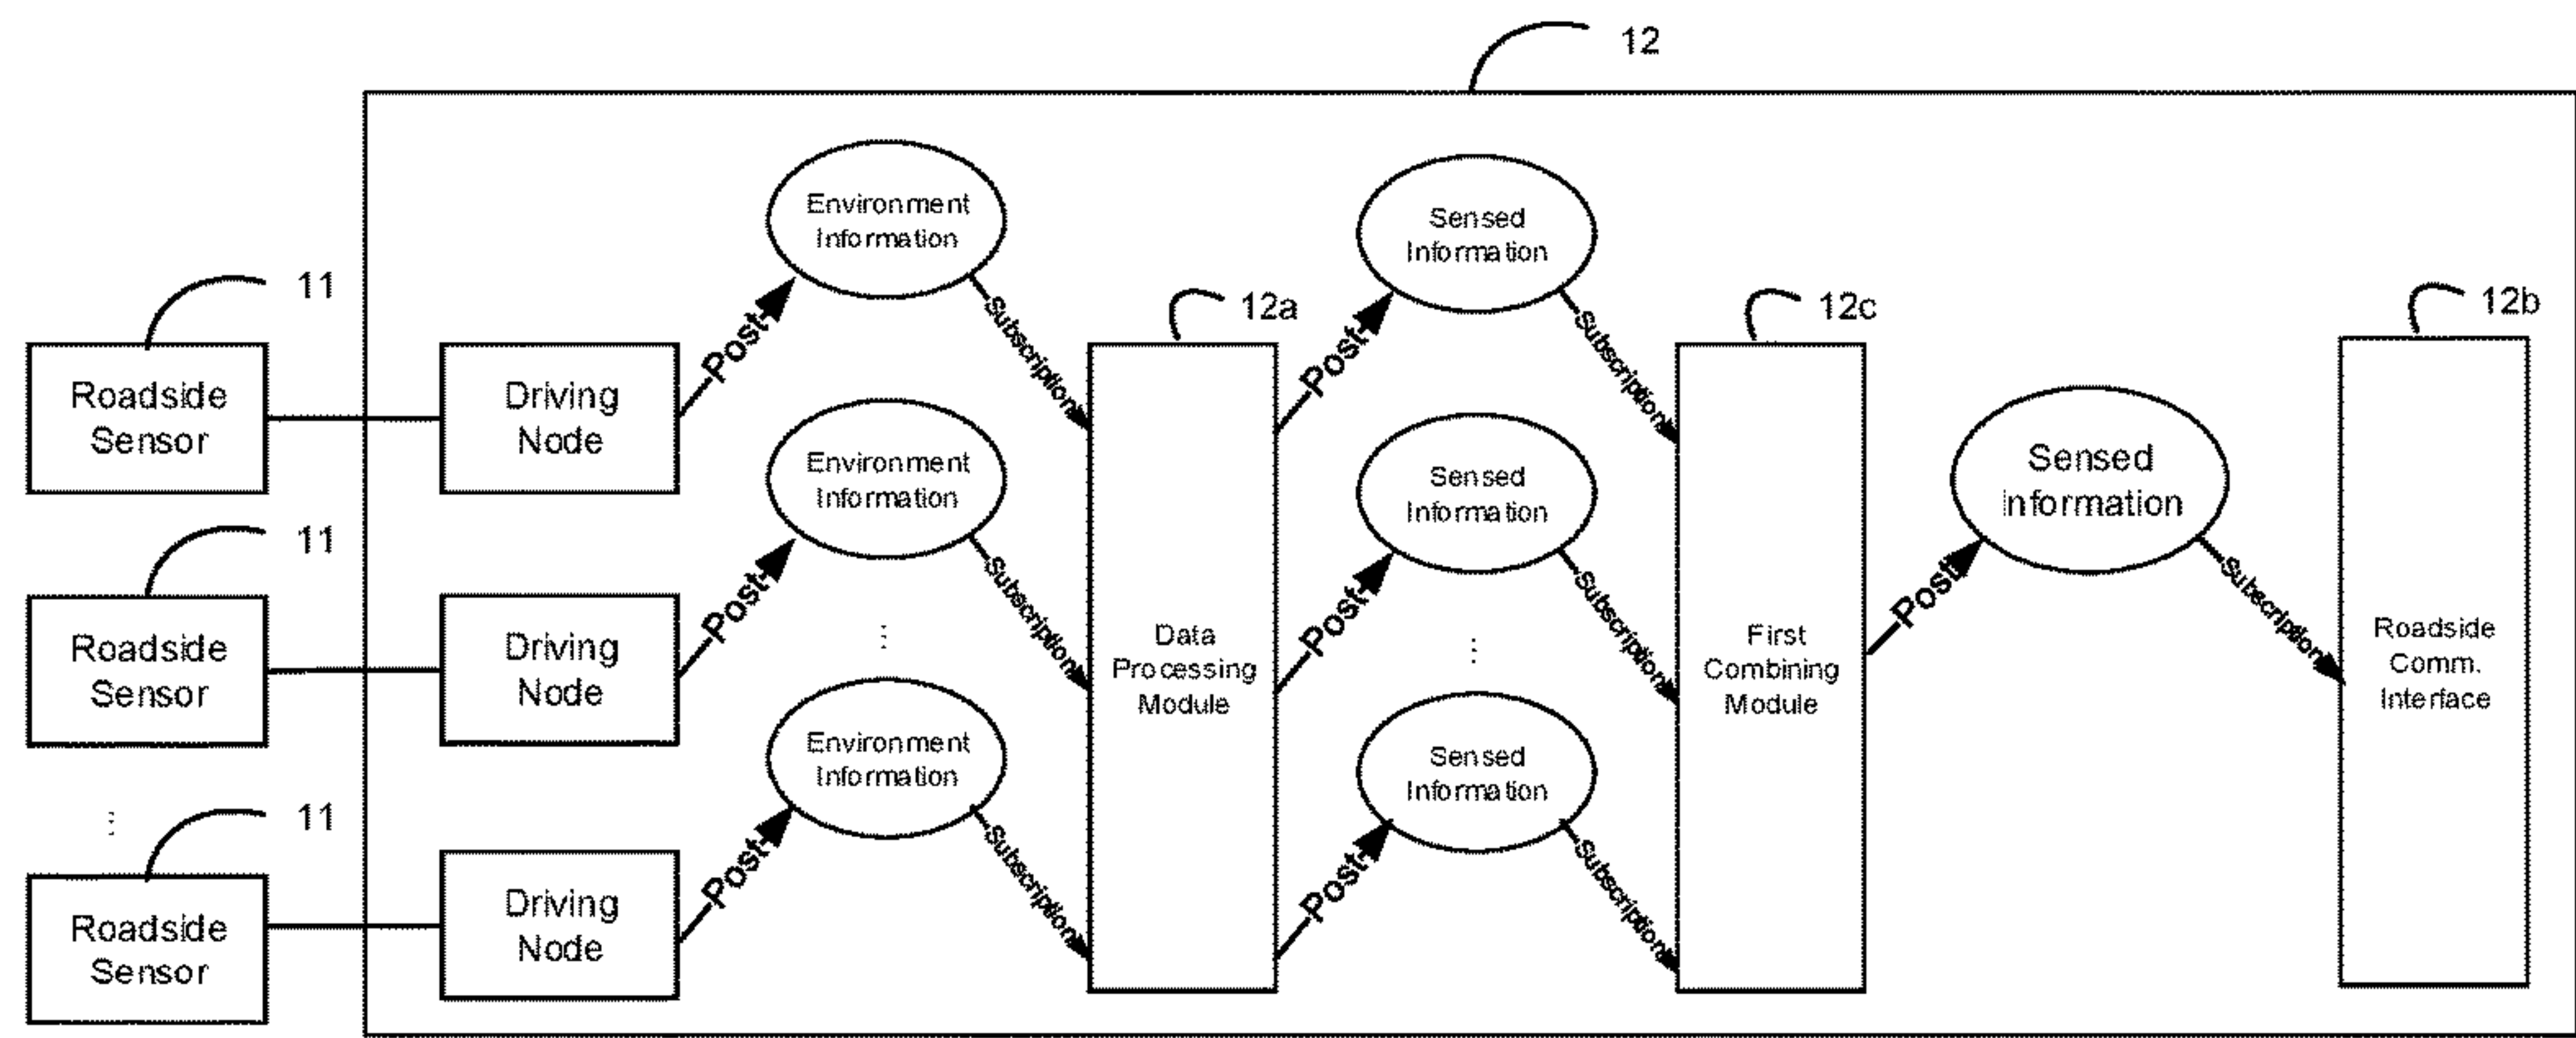 12
11
Roadside
Sensor
Driving
Node
Post
Environment
Information
Subscription
12a
Post
Sensed
Information
Subscription
12c
12b
11
Roadside
Sensor
Driving
Node
Post
Environment
Information
Subscription
Data
Processing
Module
Post
Sensed
Information
Subscription
First
Combining
Module
Post
Sensed
Information
Subscription
Roadside
Comm.
Interface
11
Roadside
Sensor
Driving
Node
Post
Environment
Information
Subscription
Post
Sensed
Information
Subscription